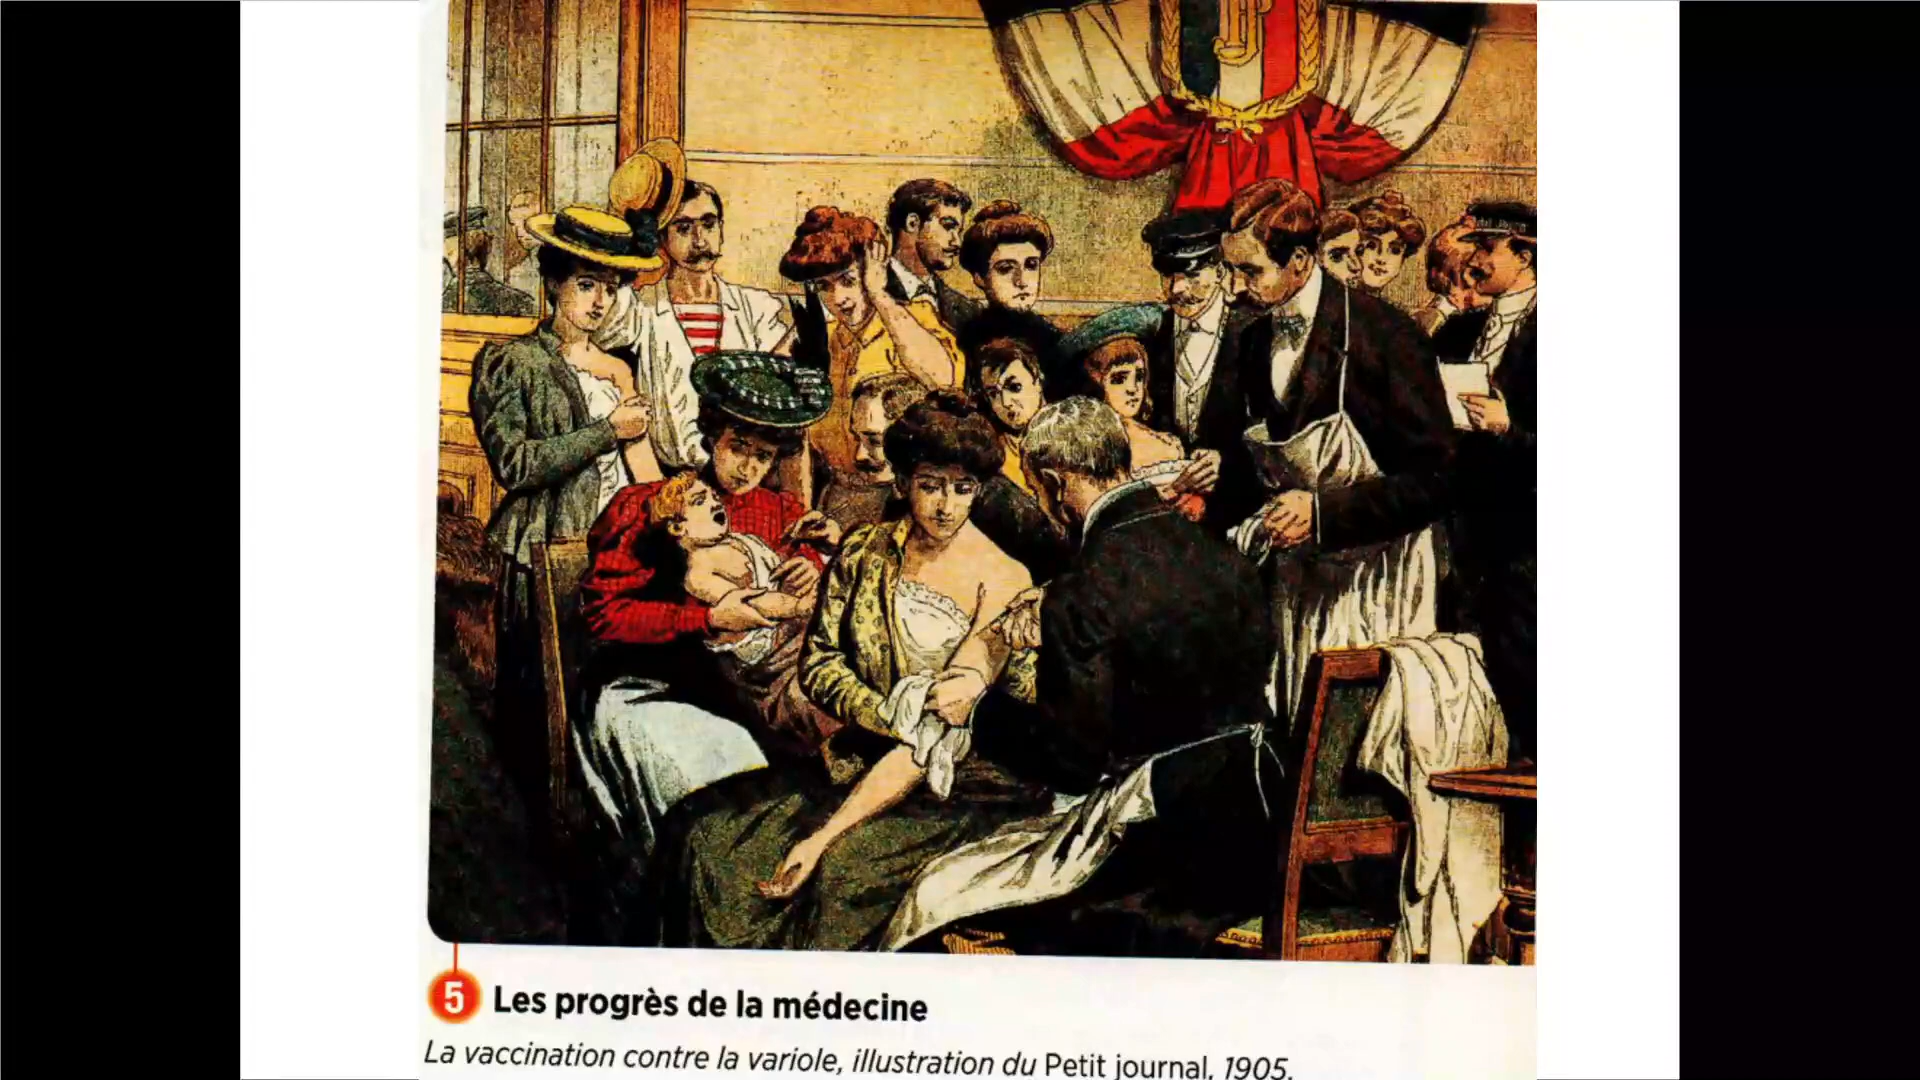 5 Les progrès de la médecine
La vaccination contre la variole, illustration du Petit journal, 1905.